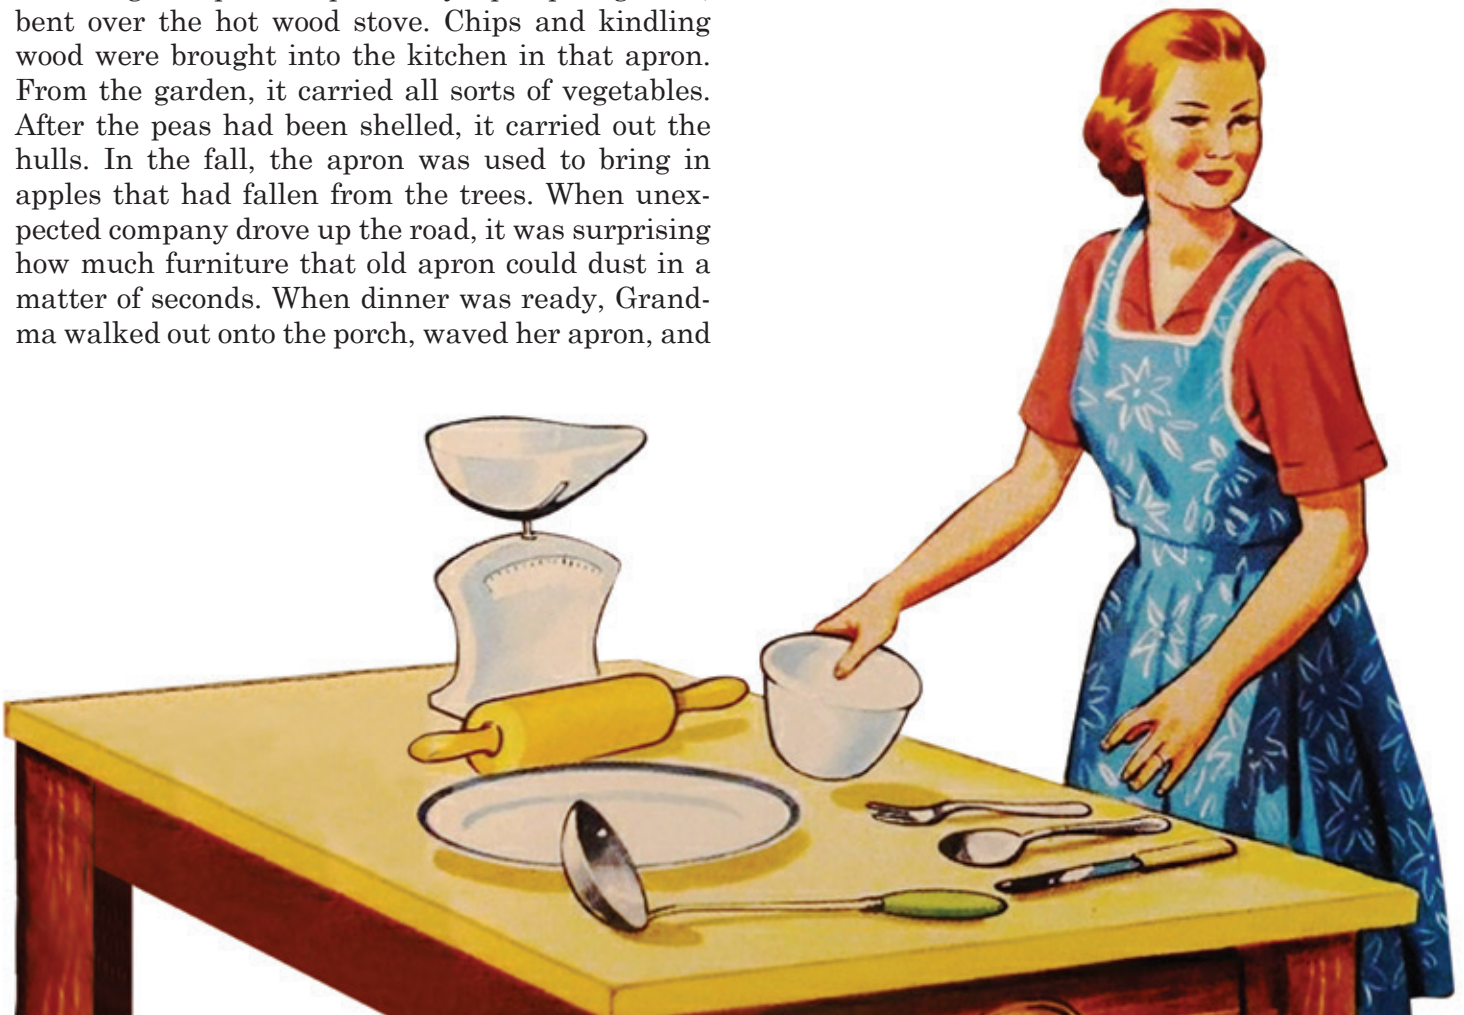 bent over the hot wood stove. Chips and kindling
wood were brought into the kitchen in that apron.
From the garden, it carried all sorts of vegetables.
After the peas had been shelled, it carried out the
hulls. In the fall, the apron was used to bring in
apples that had fallen from the trees. When unex-
pected company drove up the road, it was surprising
how much furniture that old apron could dust in a
matter of seconds. When dinner was ready, Grand-
ma walked out onto the porch, waved her apron, and